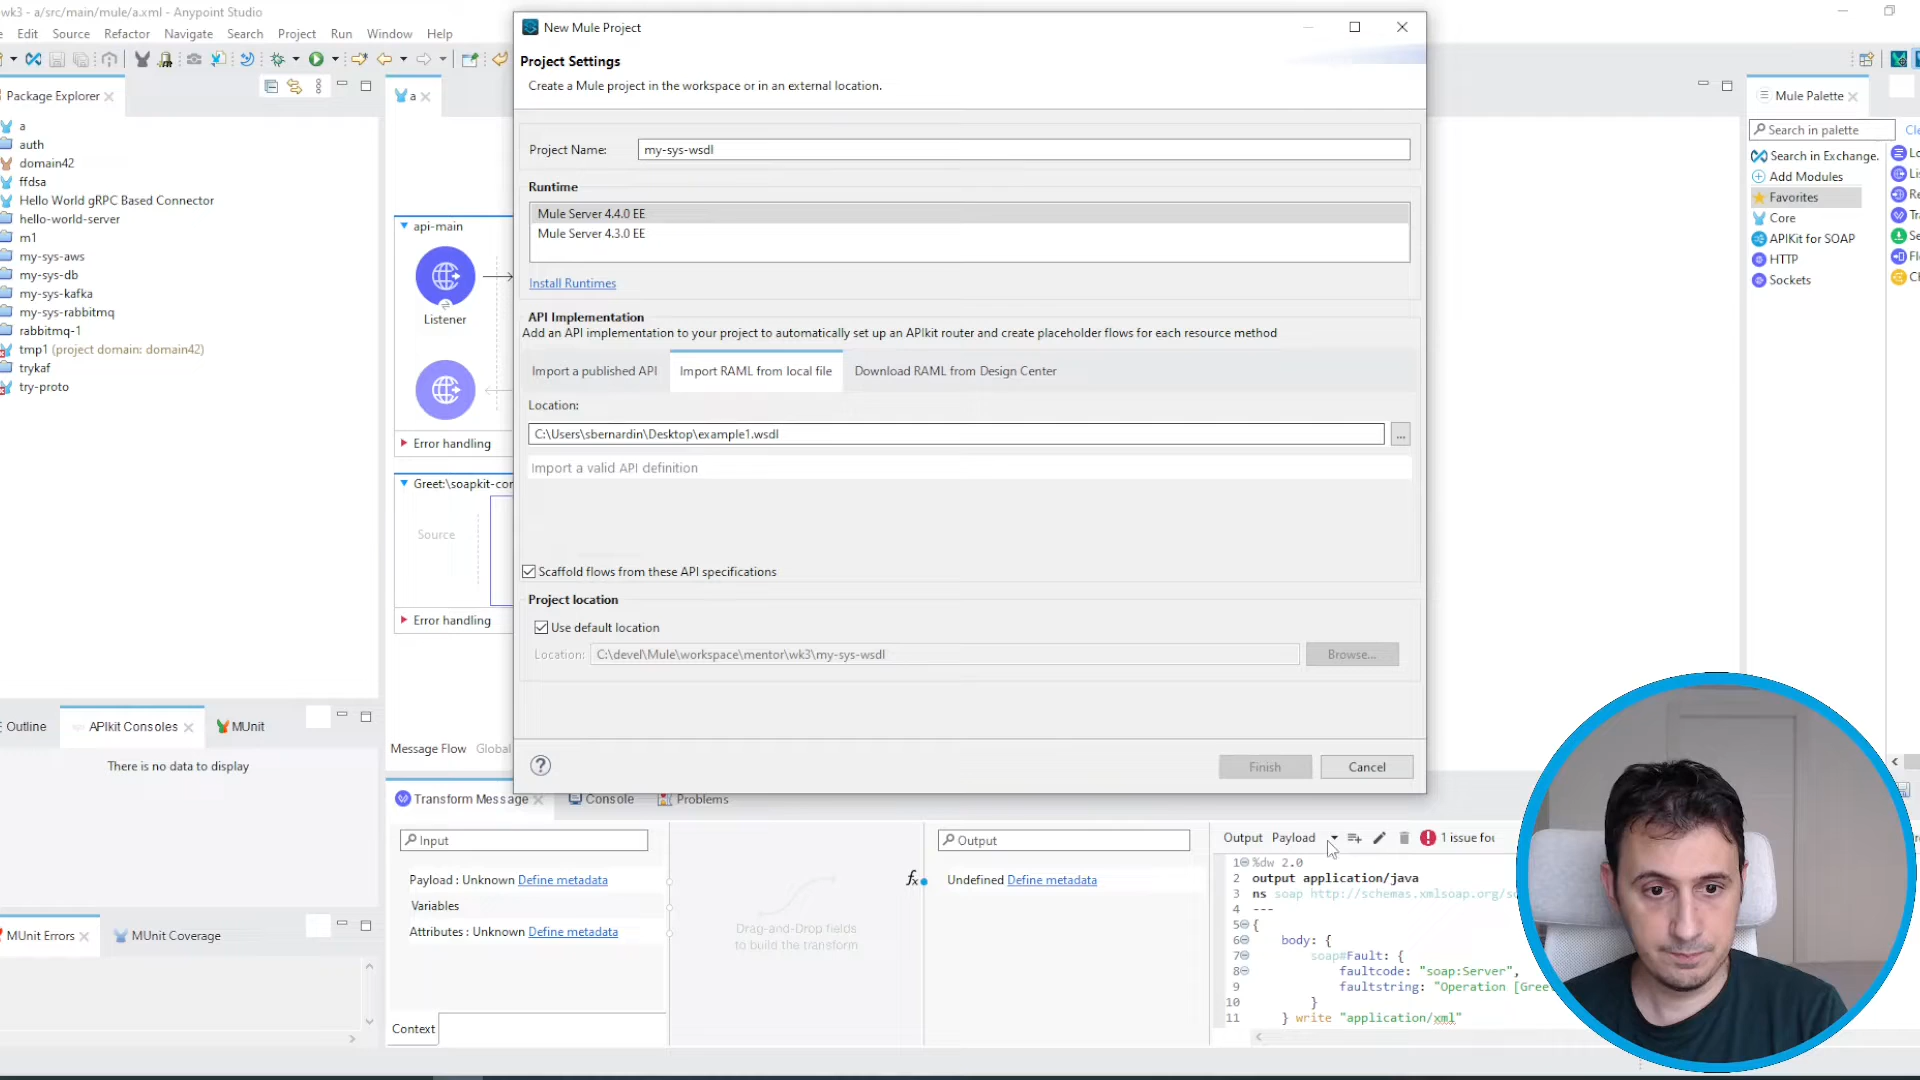 wk3 - a/src/main/mule/a.xml - Anypoint Studio
Edit Source Refactor Navigate Search Project Run Window Help
Package Explorer
a
auth
domain42
ffdsa
Hello World gRPC Based Connector
hello-world-server
m1
my-sys-aws
my-sys-db
my-sys-kafka
my-sys-rabbitmq
rabbitmq-1
tmp1 (project domain: domain42)
trykaf
try-proto
Outline APIkit Consoles MUnit
There is no data to display
MUnit Errors MUnit Coverage
a
api-main
Listener
Error handling
Greet:\soapkit-cor
Source
Error handling
Message Flow Global
New Mule Project
Project Settings
Create a Mule project in the workspace or in an external location.
Project Name: my-sys-wsdl
Runtime
Mule Server 4.4.0 EE
Mule Server 4.3.0 EE
Install Runtimes
API Implementation
Add an API implementation to your project to automatically set up an APIkit router and create placeholder flows for each resource method
Import a published API Import RAML from local file Download RAML from Design Center
Location:
C:\Users\sbernardin\Desktop\example1.wsdl ...
Import a valid API definition
Scaffold flows from these API specifications
Project location
Use default location
Location: C:\devel\Mule\workspace\mentor\wk3\my-sys-wsdl Browse...
? Finish Cancel
Mule Palette
Search in palette
Search in Exchange.
Add Modules
Favorites
Core
APIKit for SOAP
HTTP
Sockets
Transform Message Console Problems
Input
Payload : Unknown Define metadata
Variables
Attributes : Unknown Define metadata
Context
Drag-and-Drop fields
to build the transform
fx
Output
Undefined Define metadata
Output Payload 1 issue fou
1 %dw 2.0
2 output application/java
3 ns soap http://schemas.xmlsoap.org/so
4 ---
5 {
6 body: {
7 soap#Fault: {
8 faultcode: "soap:Server",
9 faultstring: "Operation [Gree
10 }
11 } write "application/xml"